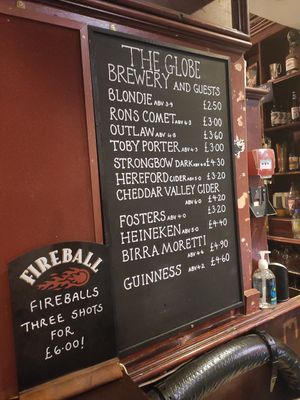 THE GLOBE
BREWERY AND GUESTS
BLONDIE ABV 3.9 £2.50
RONS COMET ABV 4.3 £3.00
OUTLAW ABV 4.8 £3.60
TOBY PORTER ABV 4.3 £3.00
STRONGBOW DARK ABV 4.0 £4.30
HEREFORD CIDER ABV 5.0 £3.20
CHEDDAR VALLEY CIDER
ABV 6.0 £4.20
FOSTERS ABV 4.0 £3.20
HEINEKEN ABV 5.0 £4.40
BIRRA MORETTI
ABV 4.6 £4.90
GUINNESS ABV 4.2 £4.60
FIREBALL
FIREBALLS
THREE SHOTS
FOR
£6.00!